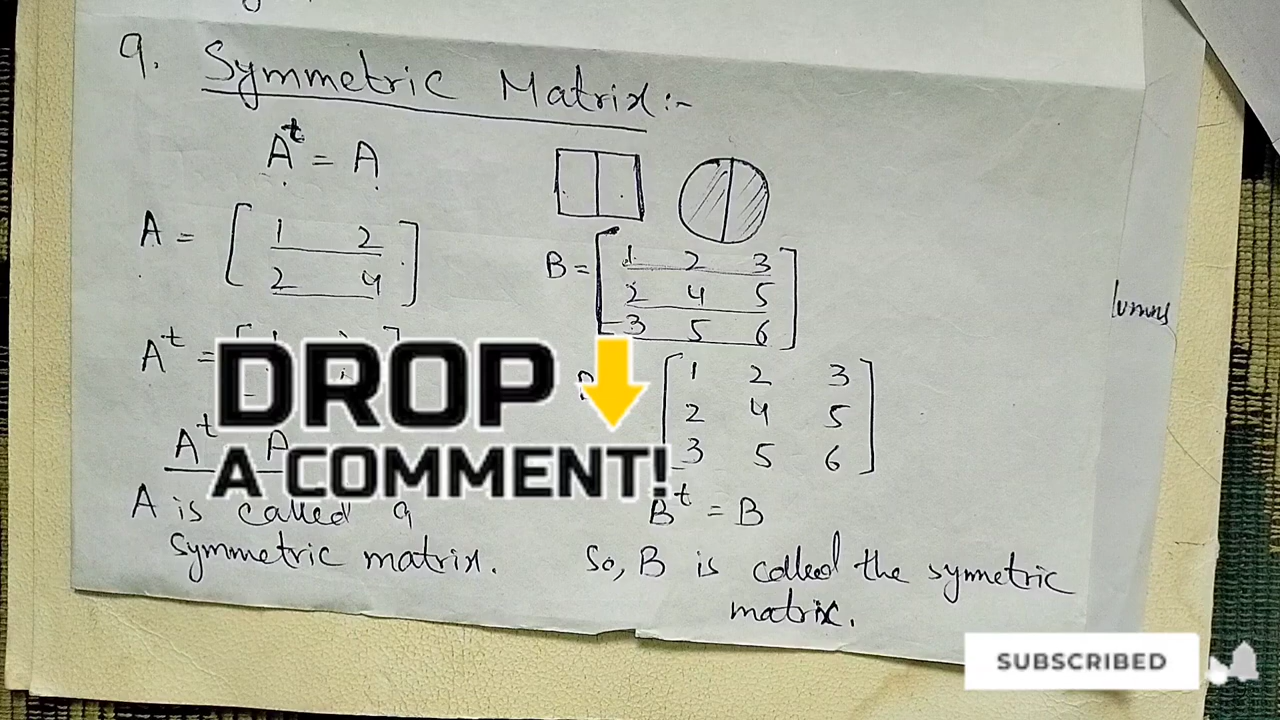 9. Symmetric Matrix:-
A^t = A
A = [ 1 2
2 4 ]
B = [ 1 2 3
2 4 5
3 5 6 ]
lumns
A^t = [
DROP
A COMMENT!
[ 1 2 3
2 4 5
3 5 6 ]
A^t A
A is called a
symmetric matrix.
B^t = B
So, B is called the symetric
matrix.
SUBSCRIBED